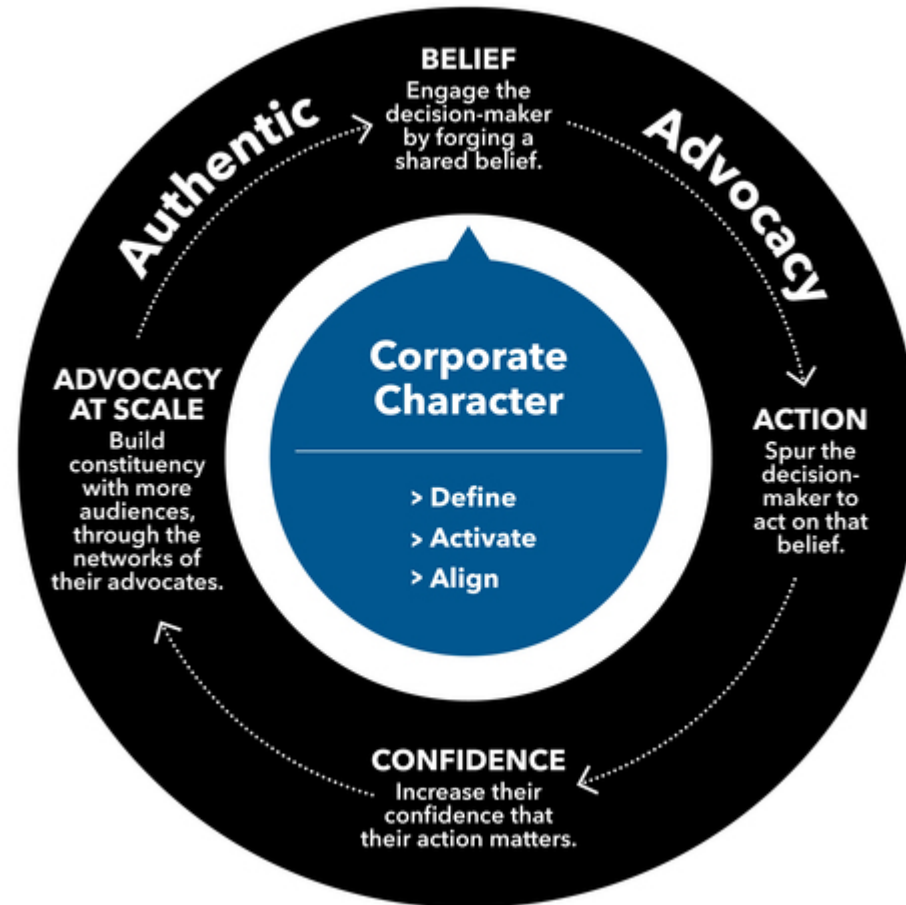 Authentic
Advocacy
BELIEF
Engage the
decision-maker
by forging a
shared belief.
ACTION
Spur the
decision-
maker to
act on that
belief.
CONFIDENCE
Increase their
confidence that
their action matters.
ADVOCACY
AT SCALE
Build
constituency
with more
audiences,
through the
networks of
their advocates.
Corporate
Character
> Define
> Activate
> Align